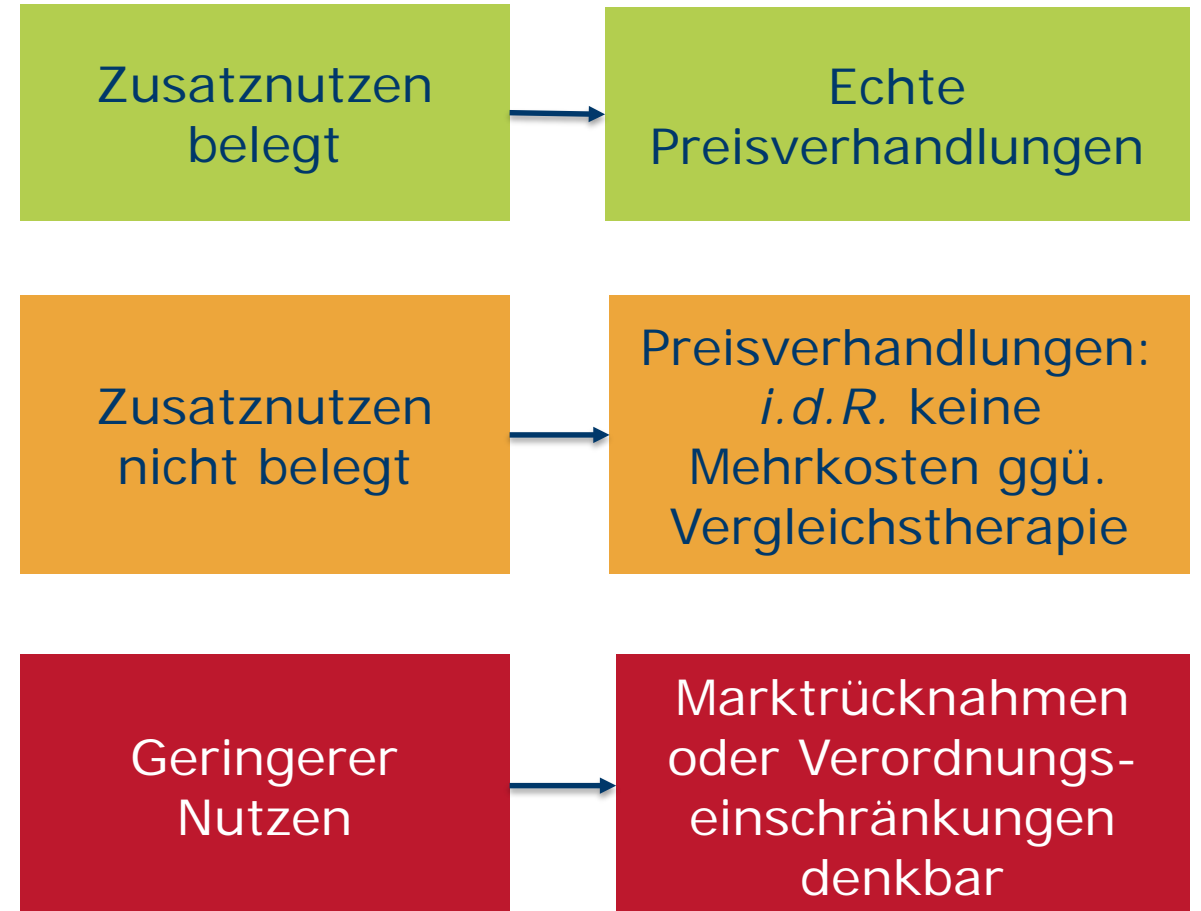 Zusatznutzen
belegt
Echte
Preisverhandlungen
Zusatznutzen
nicht belegt
Preisverhandlungen:
i.d.R. keine
Mehrkosten ggü.
Vergleichstherapie
Geringerer
Nutzen
Marktrücknahmen
oder Verordnungs-
einschränkungen
denkbar